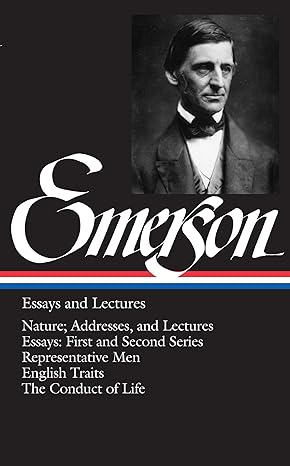 Emerson
Essays and Lectures
Nature; Addresses, and Lectures
Essays: First and Second Series
Representative Men
English Traits
The Conduct of Life